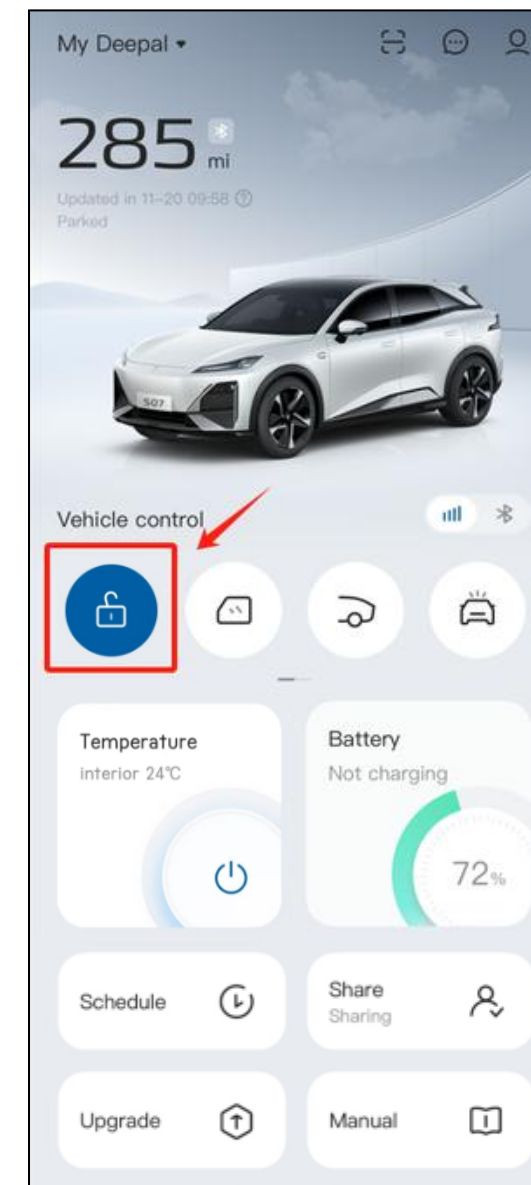 My Deepal
285 mi
Updated in 11-20 09:58
Parked
S07
Vehicle control
Temperature
interior 24℃
Battery
Not charging
72%
Schedule
Share
Sharing
Upgrade
Manual